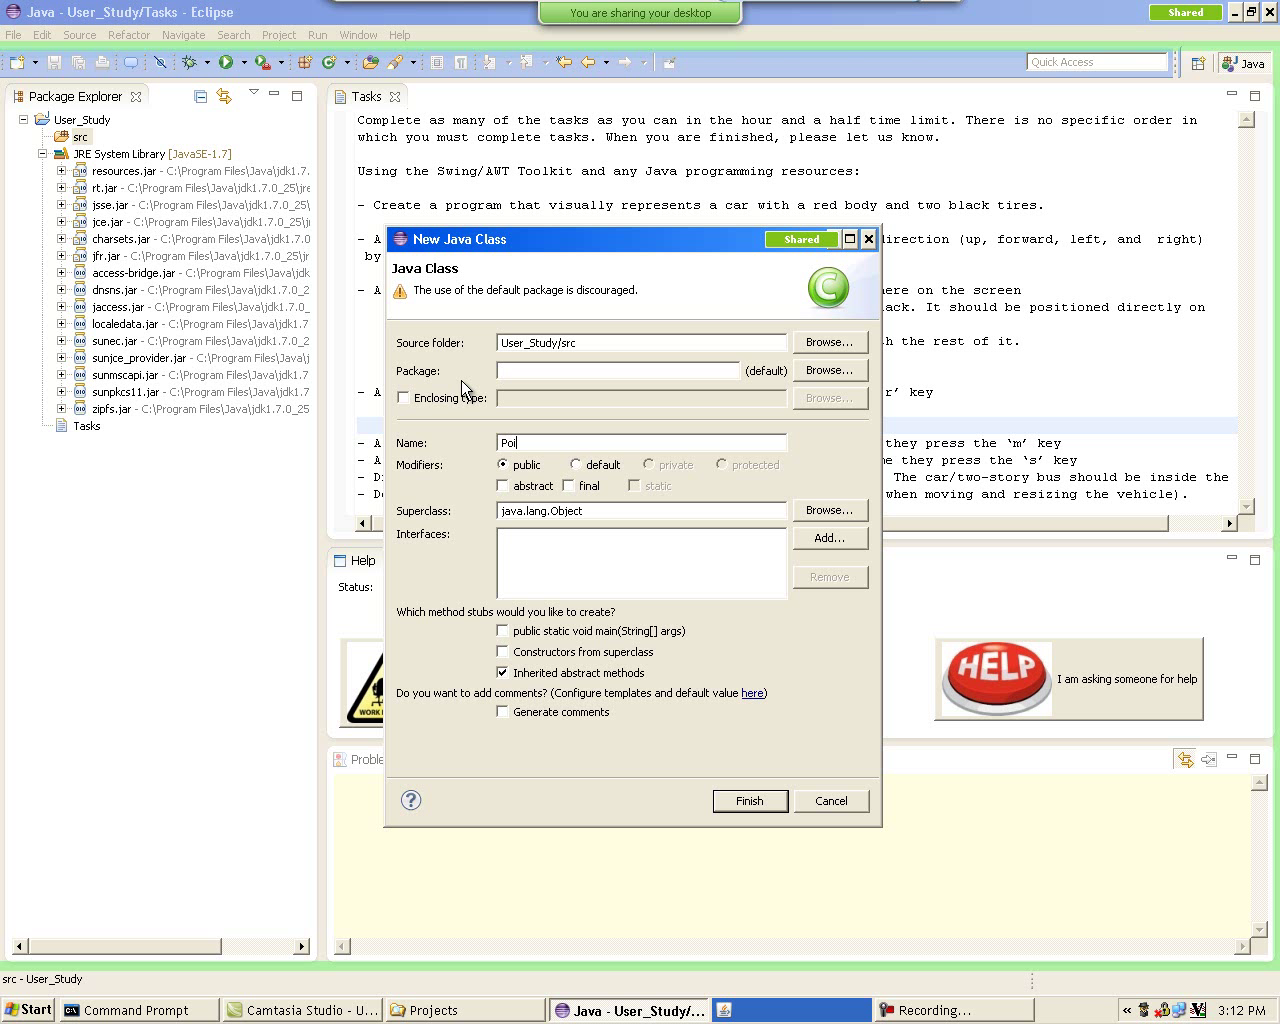 Java - User_Study/Tasks - Eclipse
You are sharing your desktop
Shared
File Edit Source Refactor Navigate Search Project Run Window Help
Quick Access
Java
Package Explorer
User_Study
src
JRE System Library [JavaSE-1.7]
resources.jar - C:\Program Files\Java\jdk1.7.
rt.jar - C:\Program Files\Java\jdk1.7.0_25\jre
jsse.jar - C:\Program Files\Java\jdk1.7.0_25\
jce.jar - C:\Program Files\Java\jdk1.7.0_25\j
charsets.jar - C:\Program Files\Java\jdk1.7.0
jfr.jar - C:\Program Files\Java\jdk1.7.0_25\jr
access-bridge.jar - C:\Program Files\Java\jd
dnsns.jar - C:\Program Files\Java\jdk1.7.0_2
jaccess.jar - C:\Program Files\Java\jdk1.7.0_
localedata.jar - C:\Program Files\Java\jdk1.7
sunec.jar - C:\Program Files\Java\jdk1.7.0_2
sunjce_provider.jar - C:\Program Files\Java\
sunmscapi.jar - C:\Program Files\Java\jdk1.7
sunpkcs11.jar - C:\Program Files\Java\jdk1.7
zipfs.jar - C:\Program Files\Java\jdk1.7.0_25
Tasks
Tasks
Complete as many of the tasks as you can in the hour and a half time limit. There is no specific order in
which you must complete tasks. When you are finished, please let us know.
Using the Swing/AWT Toolkit and any Java programming resources:
- Create a program that visually represents a car with a red body and two black tires.
- A direction (up, forward, left, and right)
by
- A here on the screen
ack. It should be positioned directly on
h the rest of it.
- A r’ key
- A they press the ‘m’ key
- A e they press the ‘s’ key
- D The car/two-story bus should be inside the
- D when moving and resizing the vehicle).
New Java Class
Shared
Java Class
The use of the default package is discouraged.
Source folder: User_Study/src Browse...
Package: (default) Browse...
Enclosing type: Browse...
Name: Poi
Modifiers: public default private protected
abstract final static
Superclass: java.lang.Object Browse...
Interfaces: Add...
Remove
Which method stubs would you like to create?
public static void main(String[] args)
Constructors from superclass
Inherited abstract methods
Do you want to add comments? (Configure templates and default value here)
Generate comments
Finish Cancel
Help
Status:
WORK
HELP
I am asking someone for help
Proble
src - User_Study
Start Command Prompt Camtasia Studio - U... Projects Java - User_Study/... Recording... « 3:12 PM